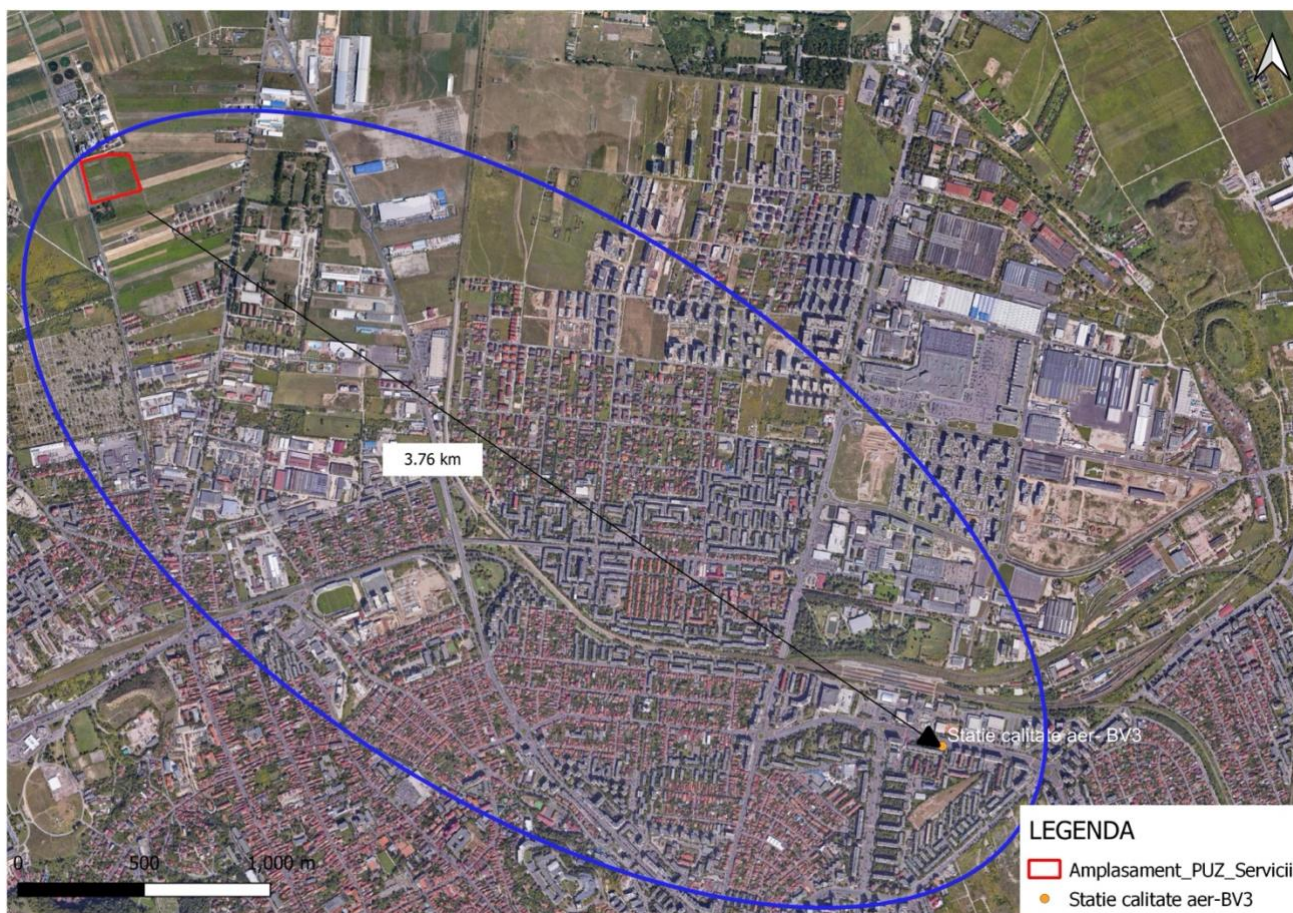 3.76 km
Statie calitate aer- BV3
0 500 1,000 m
LEGENDA
Amplasament_PUZ_Servicii
Statie calitate aer-BV3